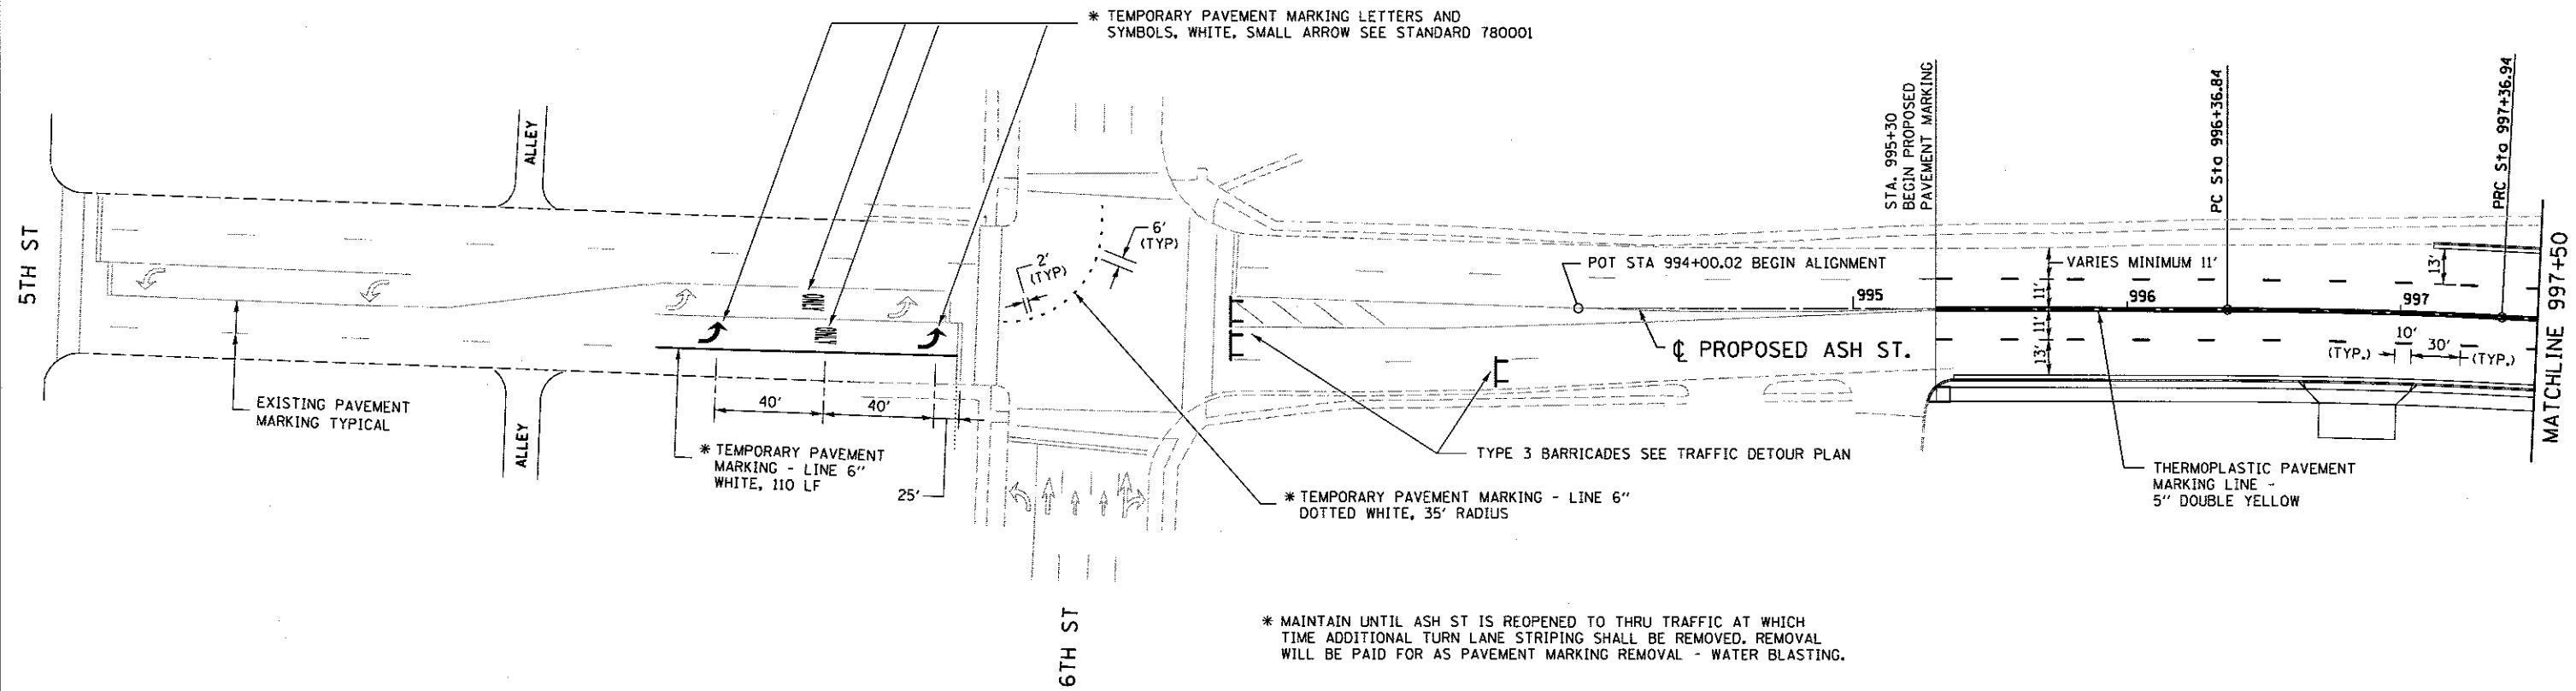 * TEMPORARY PAVEMENT MARKING LETTERS AND
SYMBOLS, WHITE, SMALL ARROW SEE STANDARD 780001
5TH ST
ALLEY
ALLEY
EXISTING PAVEMENT
MARKING TYPICAL
40'
40'
25'
* TEMPORARY PAVEMENT
MARKING - LINE 6"
WHITE, 110 LF
2'
(TYP)
6'
(TYP)
6TH ST
* TEMPORARY PAVEMENT MARKING - LINE 6"
DOTTED WHITE, 35' RADIUS
TYPE 3 BARRICADES SEE TRAFFIC DETOUR PLAN
POT STA 994+00.02 BEGIN ALIGNMENT
℄ PROPOSED ASH ST.
995
996
997
STA. 995+30
BEGIN PROPOSED
PAVEMENT MARKING
PC Sta 996+36.84
PRC Sta 997+36.94
VARIES MINIMUM 11'
11'
11'
13'
13'
10'
(TYP.)
30'
(TYP.)
THERMOPLASTIC PAVEMENT
MARKING LINE -
5" DOUBLE YELLOW
MATCHLINE 997+50
* MAINTAIN UNTIL ASH ST IS REOPENED TO THRU TRAFFIC AT WHICH
TIME ADDITIONAL TURN LANE STRIPING SHALL BE REMOVED. REMOVAL
WILL BE PAID FOR AS PAVEMENT MARKING REMOVAL - WATER BLASTING.